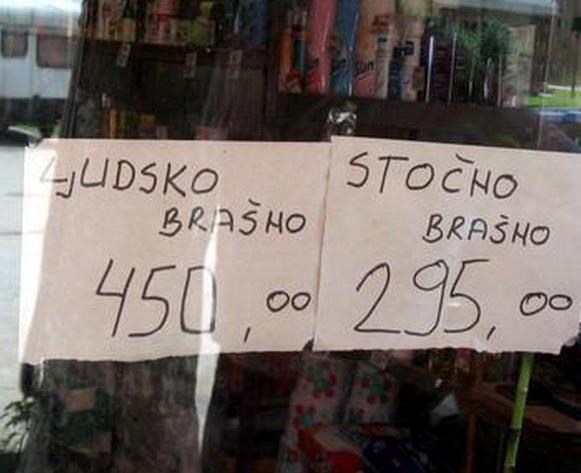 LJUDSKO
BRAŠNO
450,00
STOČNO
BRAŠNO
295,00